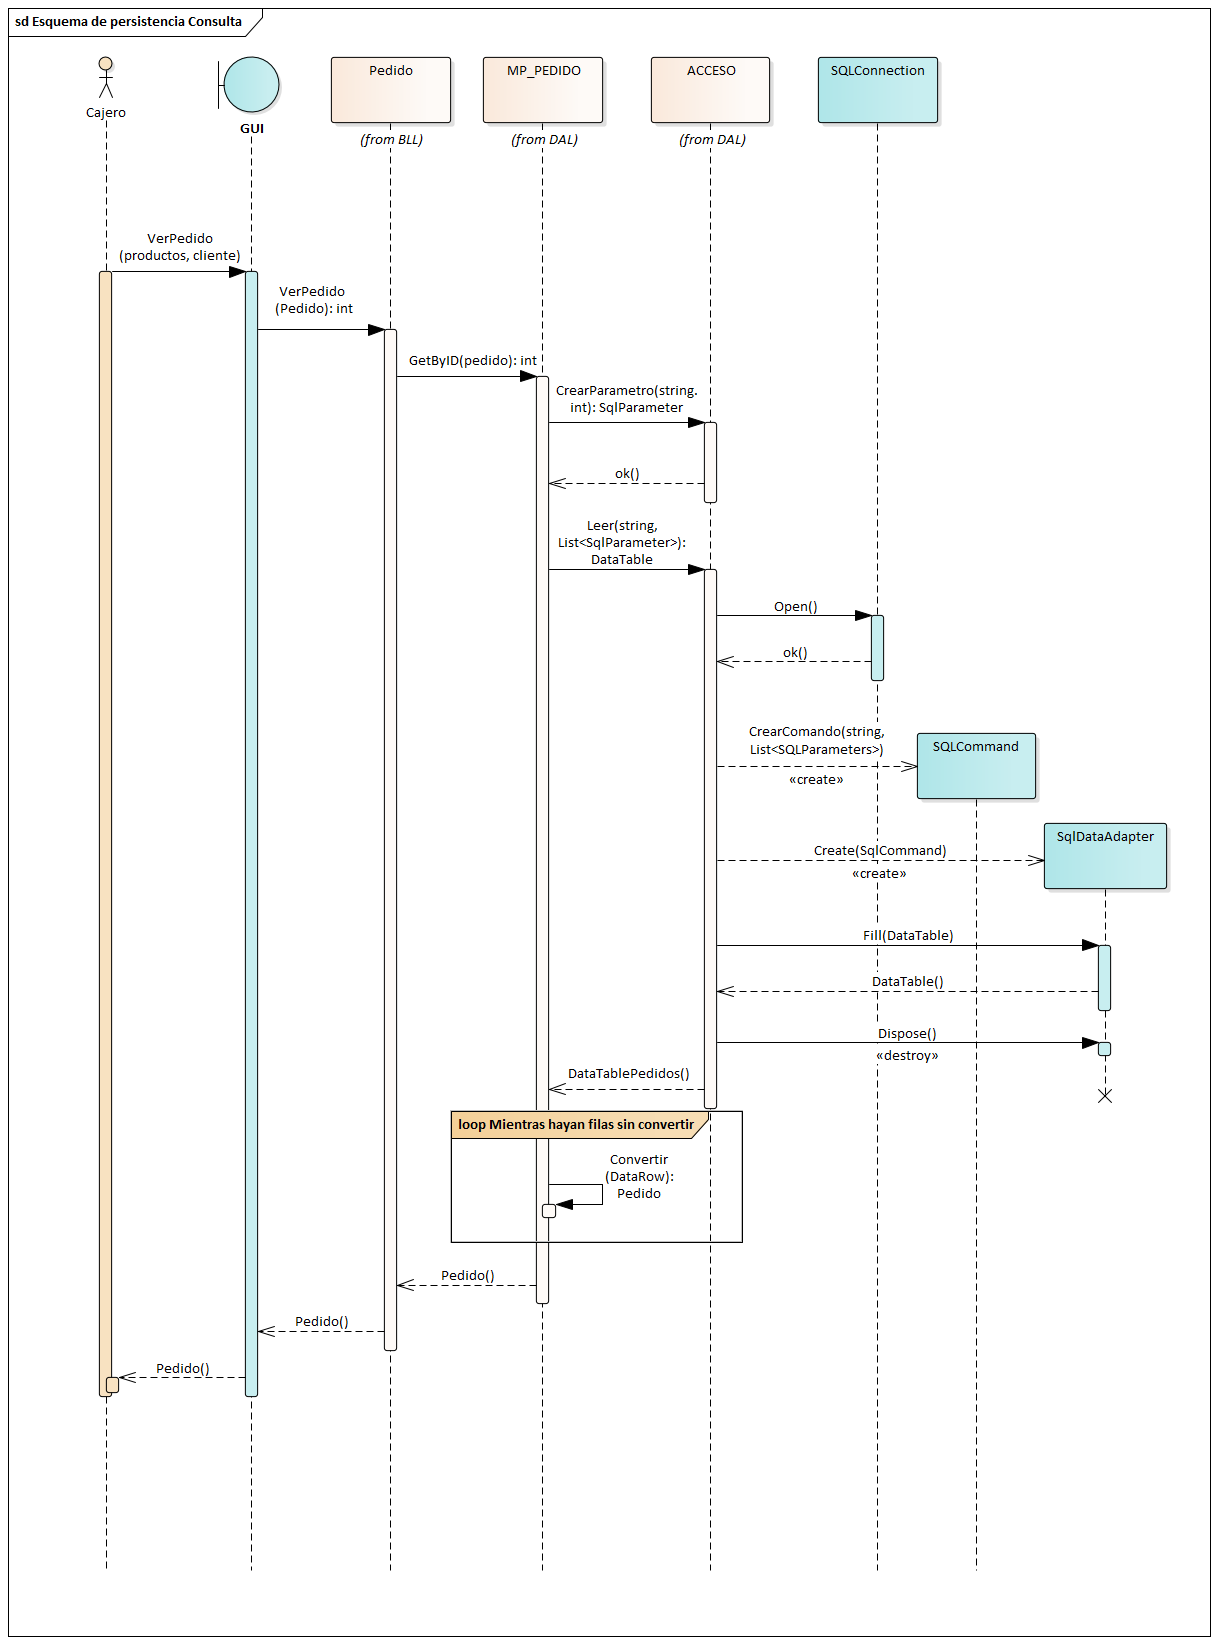 sd Esquema de persistencia Consulta
Cajero
GUI
Pedido
(from BLL)
MP_PEDIDO
(from DAL)
ACCESO
(from DAL)
SQLConnection
VerPedido
(productos, cliente)
VerPedido
(Pedido): int
GetByID(pedido): int
CrearParametro(string.
int): SqlParameter
ok()
Leer(string,
List<SqlParameter>):
DataTable
Open()
ok()
CrearComando(string,
List<SQLParameters>)
«create»
SQLCommand
SqlDataAdapter
Create(SqlCommand)
«create»
Fill(DataTable)
DataTable()
Dispose()
«destroy»
DataTablePedidos()
loop Mientras hayan filas sin convertir
Convertir
(DataRow):
Pedido
Pedido()
Pedido()
Pedido()